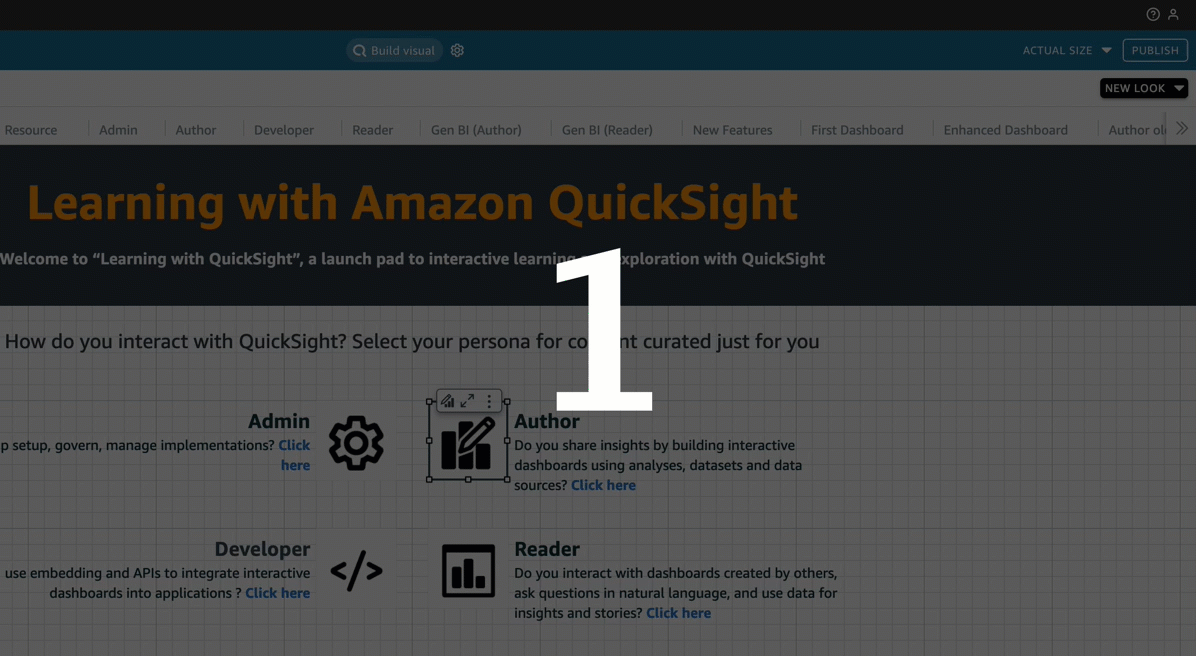 Build visual
ACTUAL SIZE
PUBLISH
NEW LOOK
Resource Admin Author Developer Reader Gen BI (Author) Gen BI (Reader) New Features First Dashboard Enhanced Dashboard Author
Learning with Amazon QuickSight
Welcome to “Learning with QuickSight”, a launch pad to interactive learning exploration with QuickSight
1
How do you interact with QuickSight? Select your persona for content curated just for you
Admin
setup, govern, manage implementations? Click
here
Author
Do you share insights by building interactive
dashboards using analyses, datasets and data
sources? Click here
Developer
use embedding and APIs to integrate interactive
dashboards into applications ? Click here
Reader
Do you interact with dashboards created by others,
ask questions in natural language, and use data for
insights and stories? Click here